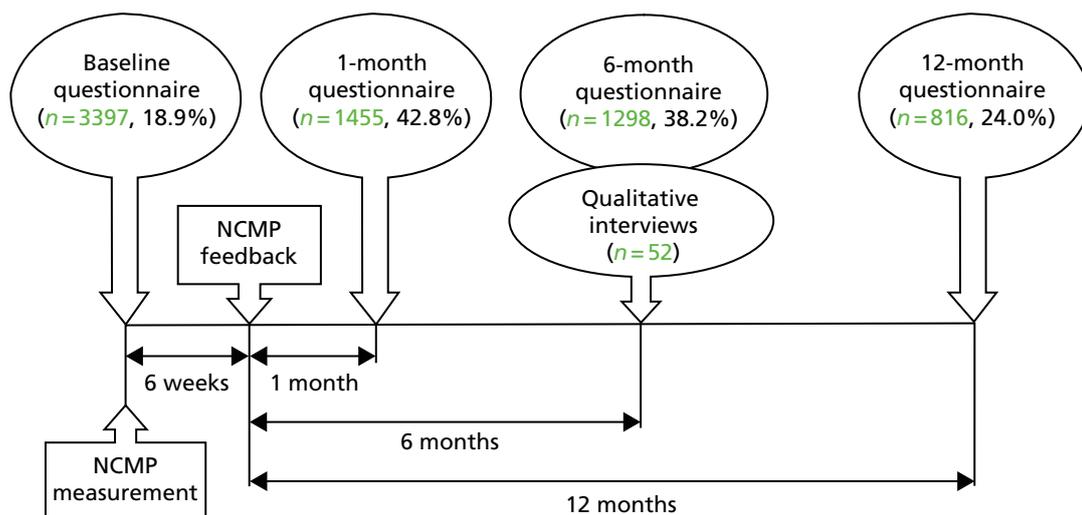 Baseline
questionnaire
(n=3397, 18.9%)
1-month
questionnaire
(n=1455, 42.8%)
6-month
questionnaire
(n=1298, 38.2%)
12-month
questionnaire
(n=816, 24.0%)
Qualitative
interviews
(n=52)
NCMP
feedback
6 weeks
1 month
6 months
NCMP
measurement
12 months